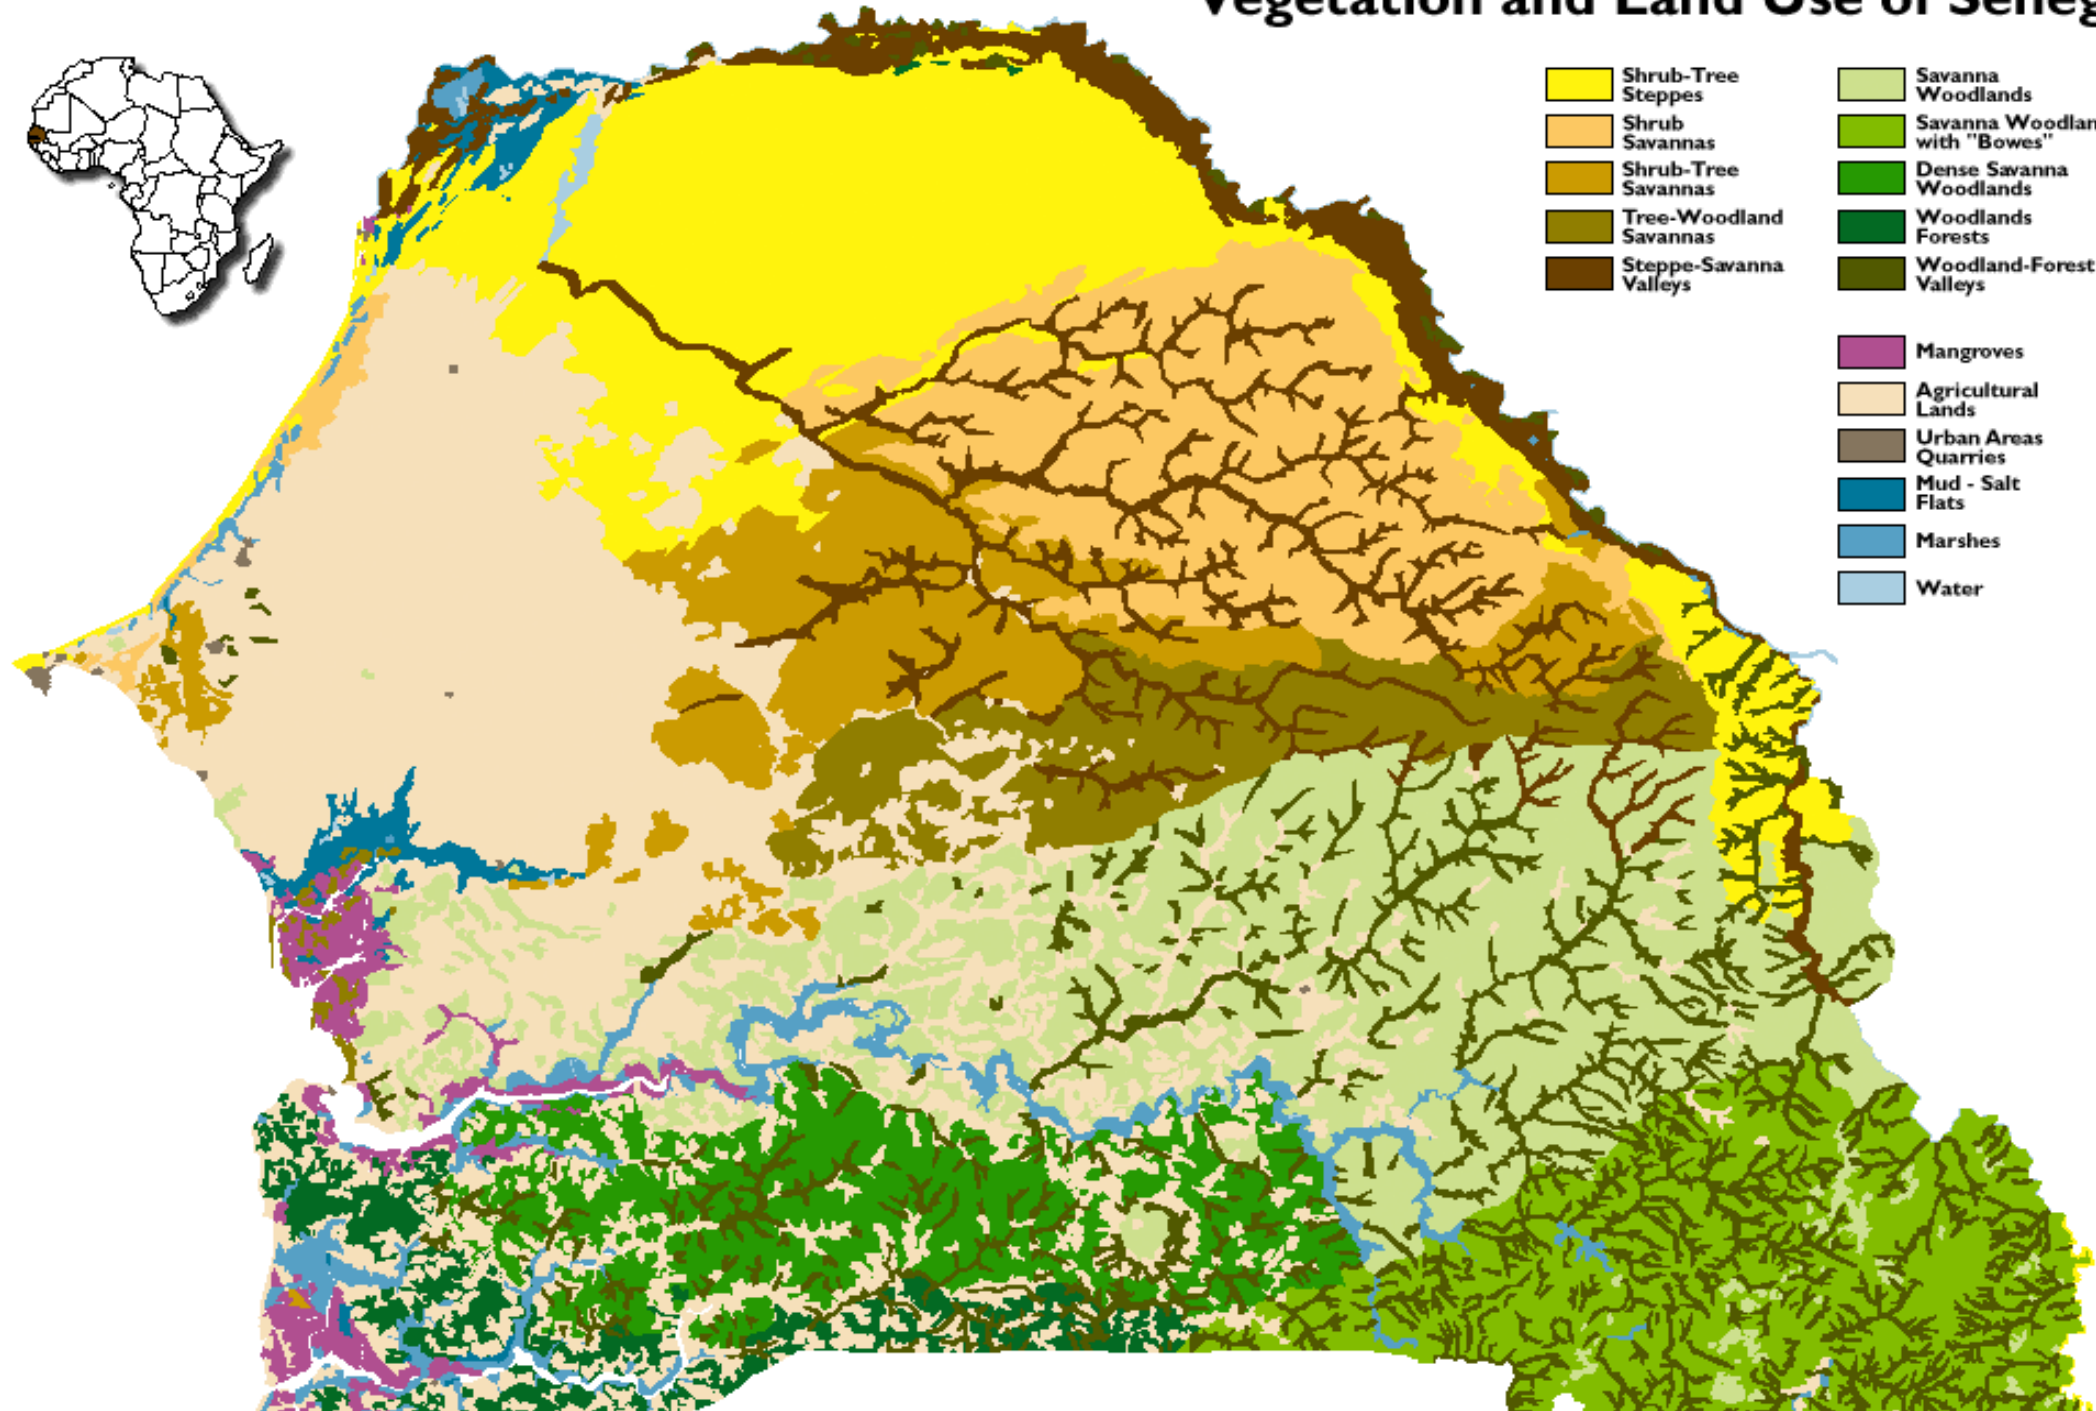 Vegetation and Land Use of Seneg
Shrub-Tree
Steppes
Shrub
Savannas
Shrub-Tree
Savannas
Tree-Woodland
Savannas
Steppe-Savanna
Valleys
Savanna
Woodlands
Savanna Woodlan
with "Bowes"
Dense Savanna
Woodlands
Woodlands
Forests
Woodland-Forest
Valleys
Mangroves
Agricultural
Lands
Urban Areas
Quarries
Mud - Salt
Flats
Marshes
Water